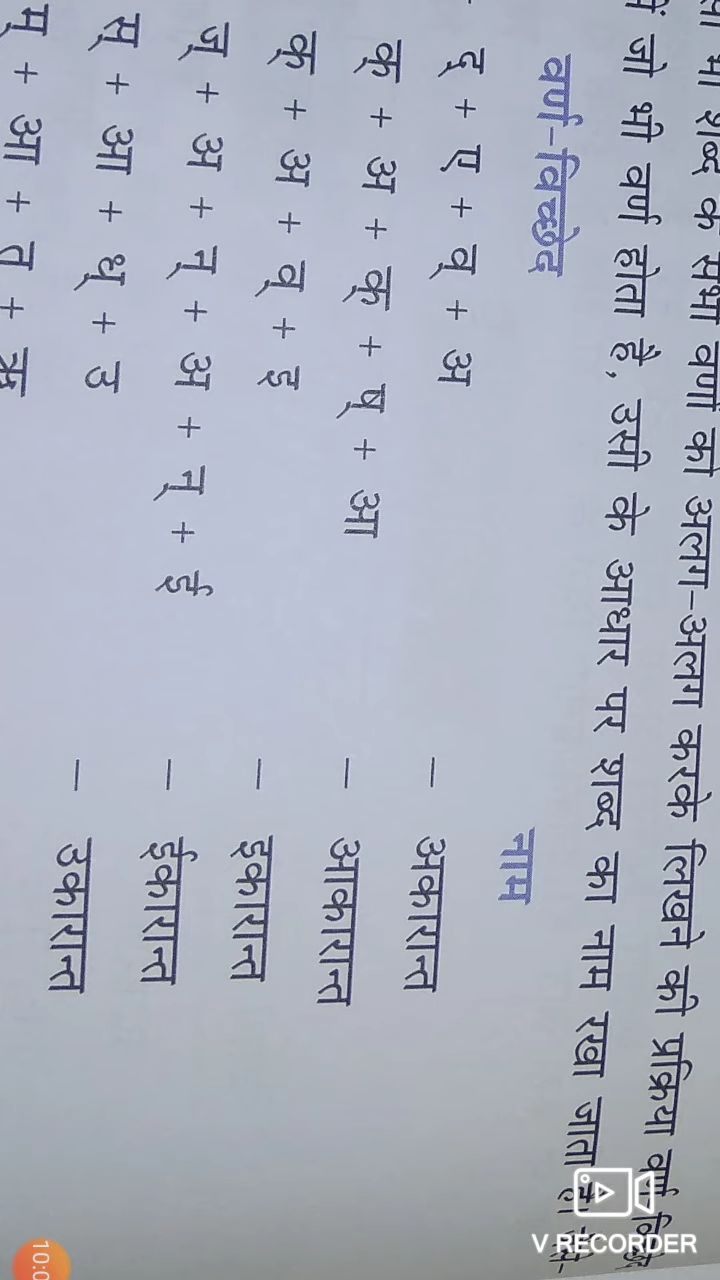 शब्द के सभी वर्णों को अलग-अलग करके लिखने की प्रक्रिया
जो भी वर्ण होता है, उसी के आधार पर शब्द का नाम रखा जाता है।
वर्ण-विच्छेद नाम
द् + ए + व् + अ – अकारान्त
क् + अ + क् + ष् + आ – आकारान्त
क् + अ + व् + इ – इकारान्त
ज् + अ + न् + अ + न् + ई – ईकारान्त
स् + आ + ध् + उ – उकारान्त
म् + आ + त् + ऋ
V RECORDER